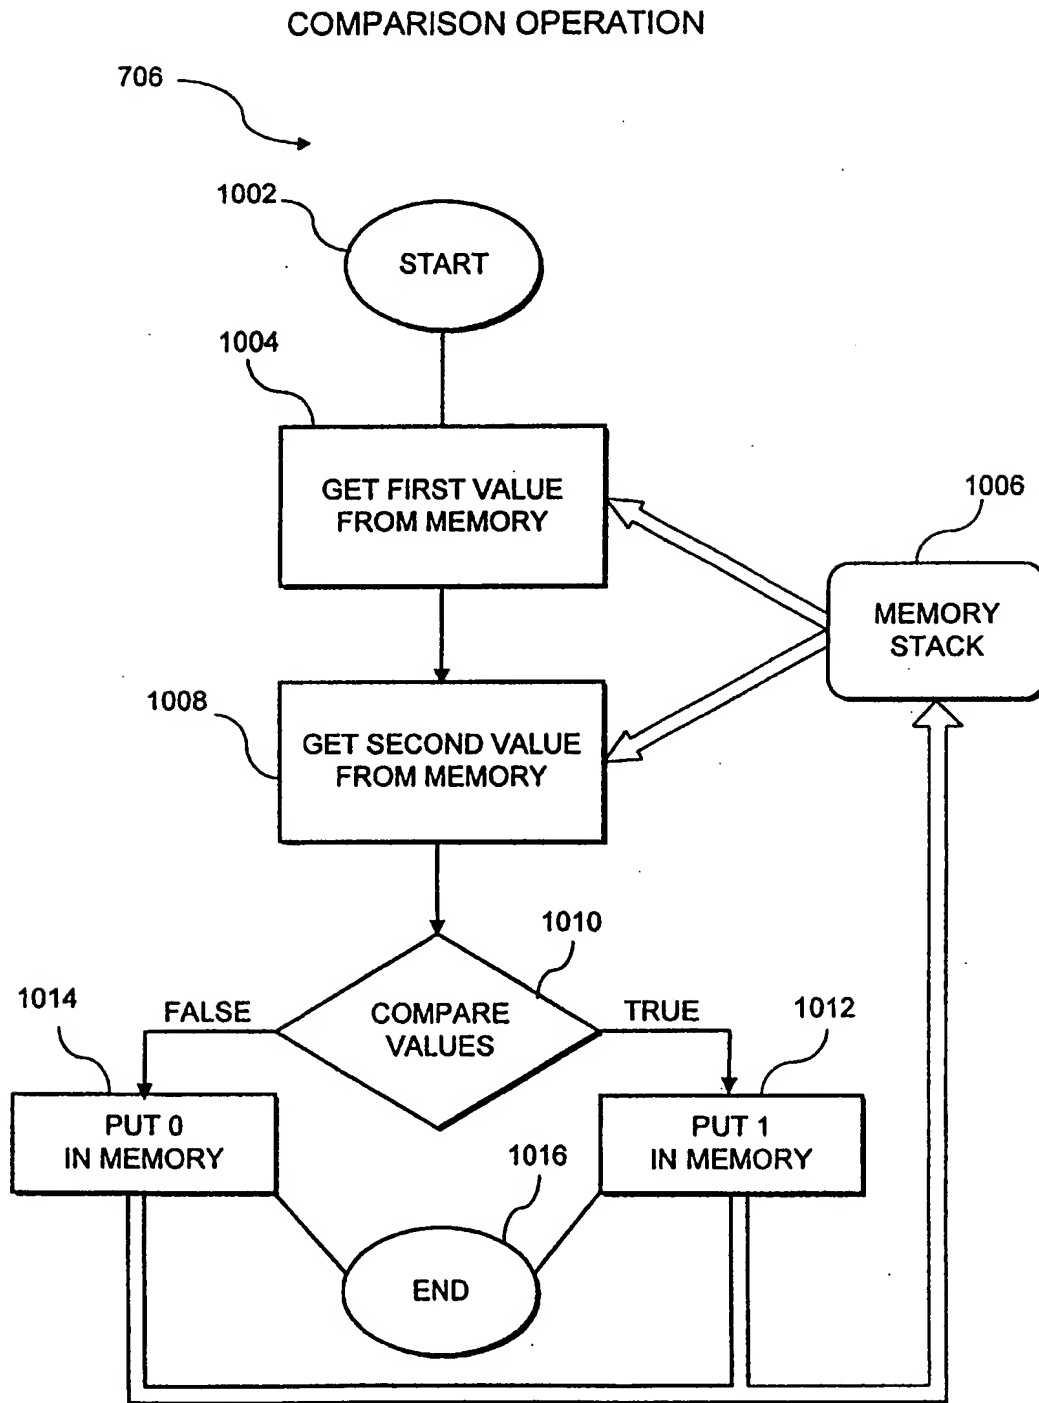 COMPARISON OPERATION
706
1002
START
1004
GET FIRST VALUE
FROM MEMORY
1006
MEMORY
STACK
1008
GET SECOND VALUE
FROM MEMORY
1010
COMPARE
VALUES
FALSE
TRUE
1014
PUT 0
IN MEMORY
1012
PUT 1
IN MEMORY
1016
END